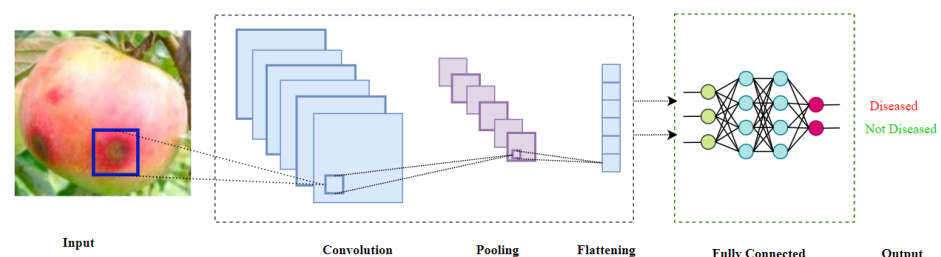 Diseased
Not Diseased
Input
Convolution
Pooling
Flattening
Fully Connected
Output